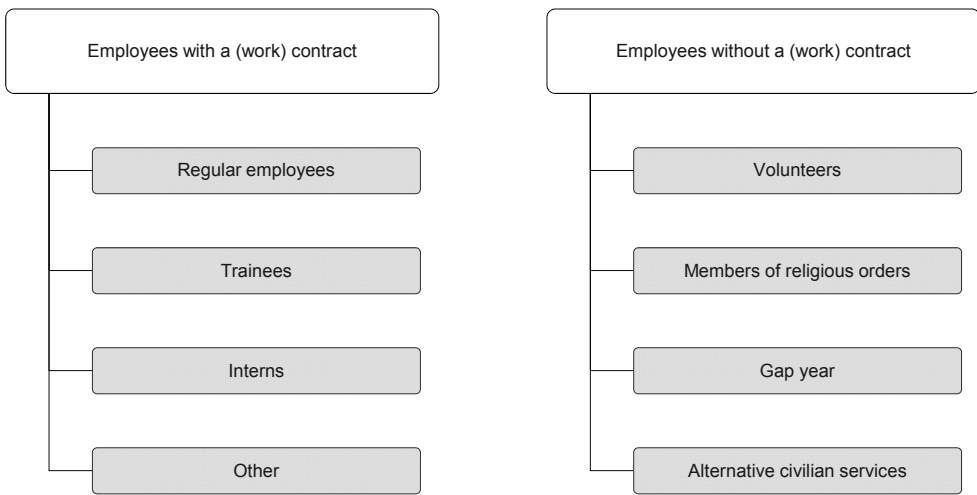 Employees with a (work) contract
Regular employees
Trainees
Interns
Other
Employees without a (work) contract
Volunteers
Members of religious orders
Gap year
Alternative civilian services